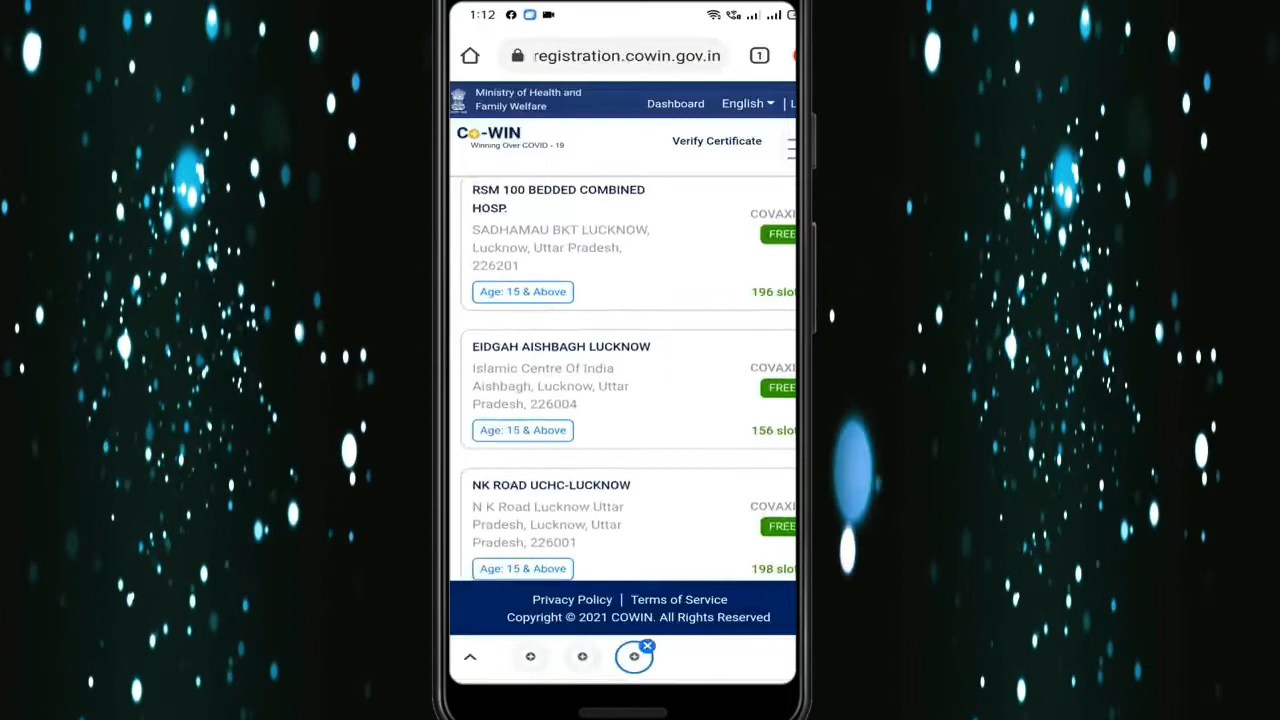 1:12
registration.cowin.gov.in
1
Ministry of Health and
Family Welfare
Dashboard English | L
Co-WIN
Winning Over COVID - 19
Verify Certificate
RSM 100 BEDDED COMBINED
HOSP.
COVAXI
SADHAMAU BKT LUCKNOW,
FREE
Lucknow, Uttar Pradesh,
226201
Age: 15 & Above
196 slo
EIDGAH AISHBAGH LUCKNOW
Islamic Centre Of India
COVAXI
Aishbagh, Lucknow, Uttar
FREE
Pradesh, 226004
Age: 15 & Above
156 slo
NK ROAD UCHC-LUCKNOW
N K Road Lucknow Uttar
COVAXI
Pradesh, Lucknow, Uttar
FREE
Pradesh, 226001
Age: 15 & Above
198 slo
Privacy Policy | Terms of Service
Copyright © 2021 COWIN. All Rights Reserved